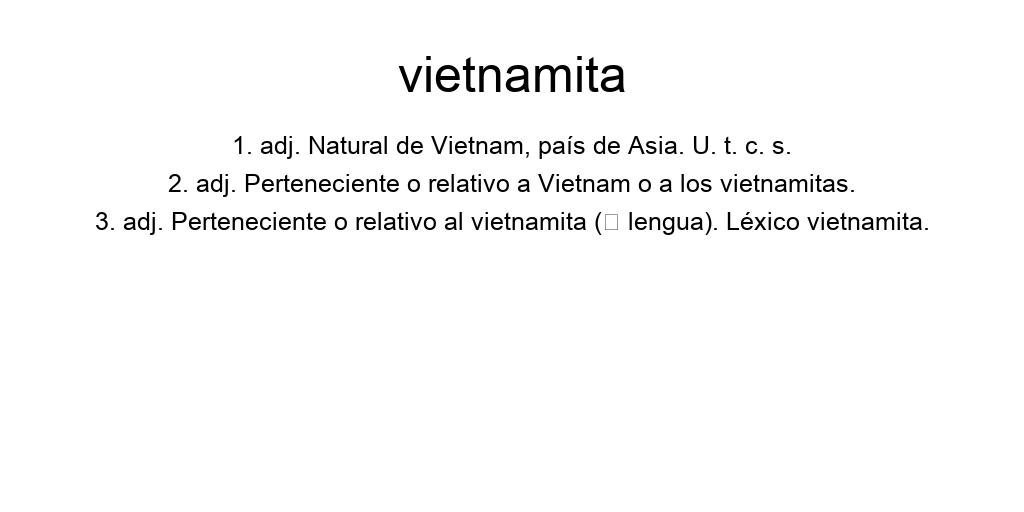 vietnamita
1. adj. Natural de Vietnam, país de Asia. U. t. c. s.
2. adj. Perteneciente o relativo a Vietnam o a los vietnamitas.
3. adj. Perteneciente o relativo al vietnamita (□ lengua). Léxico vietnamita.